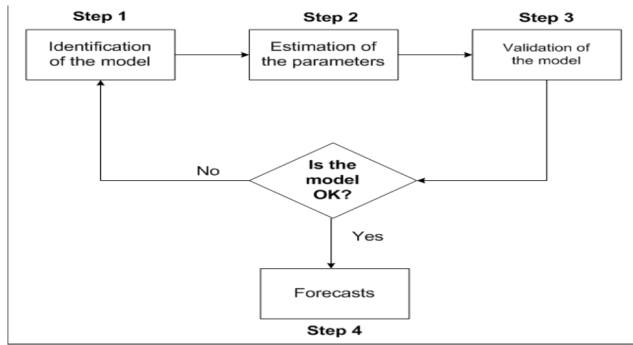 Step 1
Step 2
Step 3
Identification
of the model
Estimation of
the parameters
Validation of
the model
No
Is the
model
OK?
Yes
Forecasts
Step 4